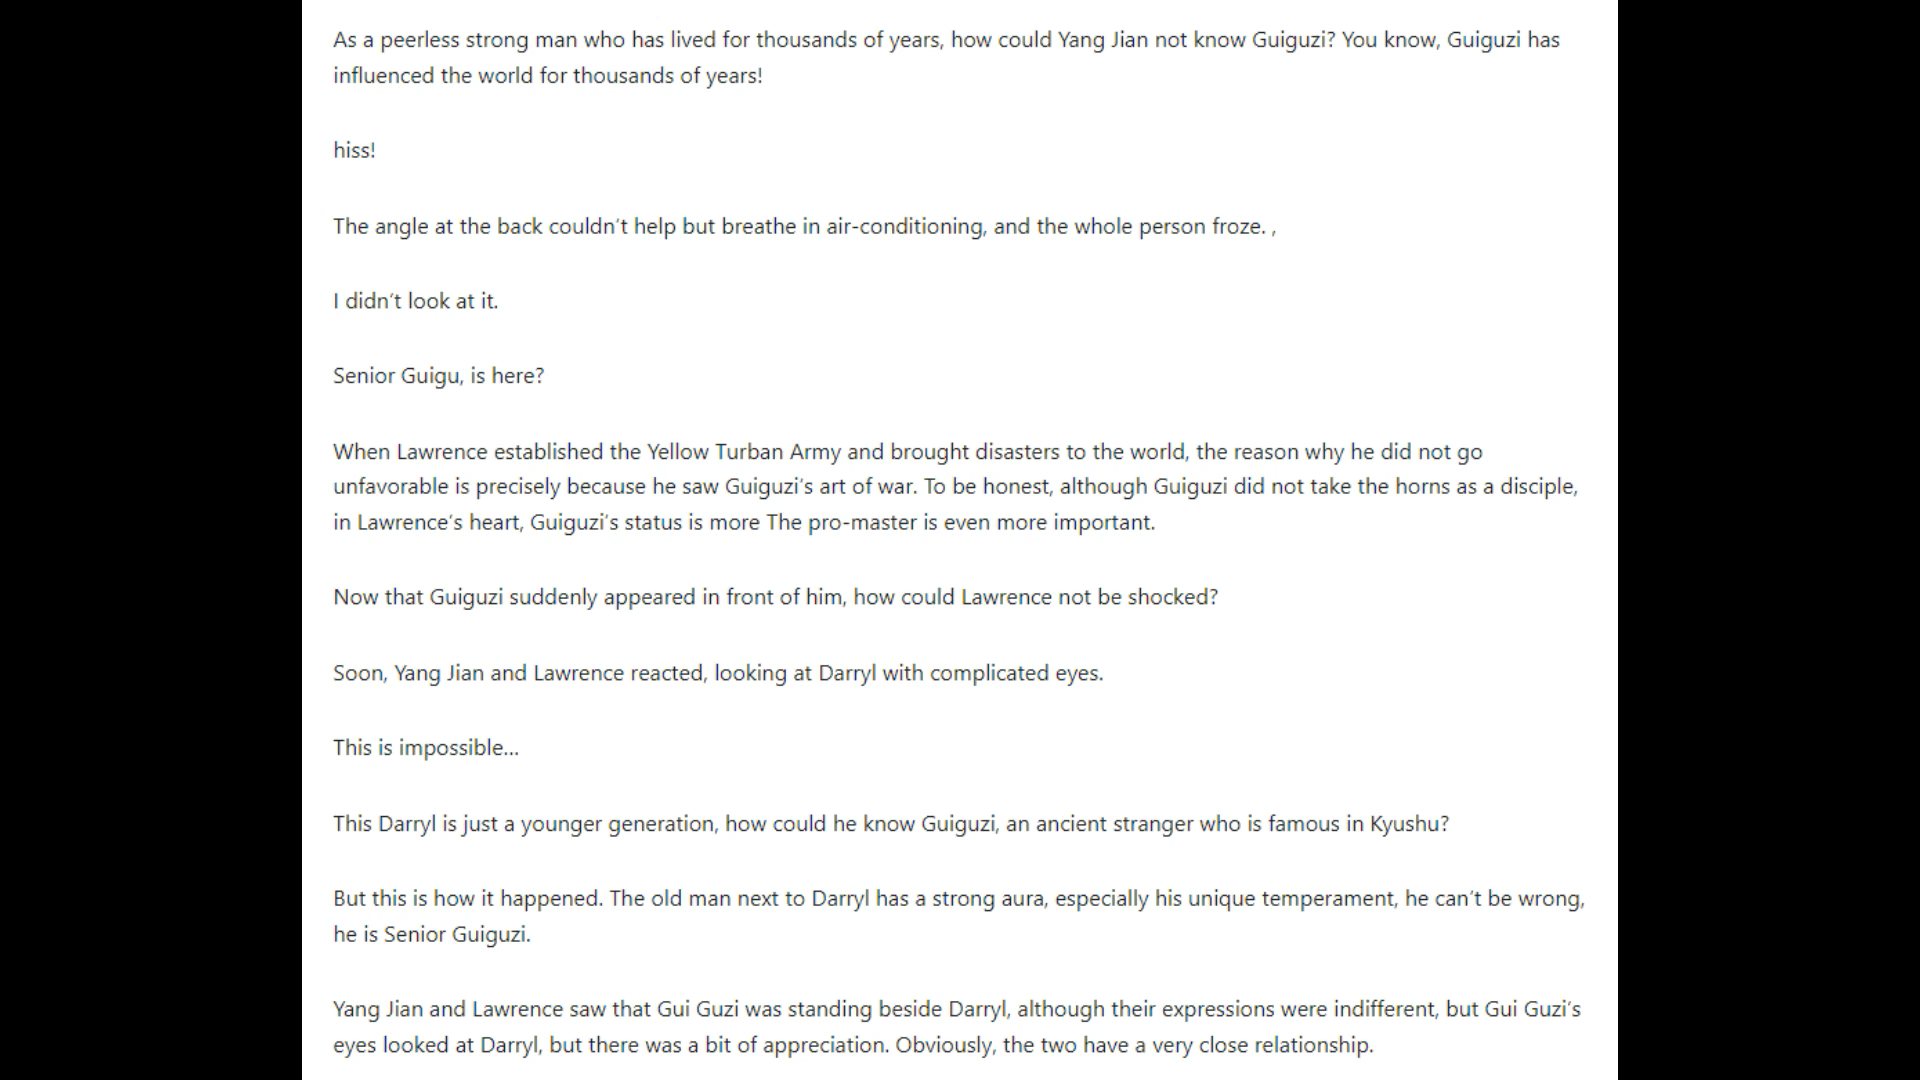 As a peerless strong man who has lived for thousands of years, how could Yang Jian not know Guiguzi? You know, Guiguzi has
influenced the world for thousands of years!
hiss!
The angle at the back couldn’t help but breathe in air-conditioning, and the whole person froze. ,
I didn’t look at it.
Senior Guigu, is here?
When Lawrence established the Yellow Turban Army and brought disasters to the world, the reason why he did not go
unfavorable is precisely because he saw Guiguzi’s art of war. To be honest, although Guiguzi did not take the horns as a disciple,
in Lawrence’s heart, Guiguzi’s status is more The pro-master is even more important.
Now that Guiguzi suddenly appeared in front of him, how could Lawrence not be shocked?
Soon, Yang Jian and Lawrence reacted, looking at Darryl with complicated eyes.
This is impossible…
This Darryl is just a younger generation, how could he know Guiguzi, an ancient stranger who is famous in Kyushu?
But this is how it happened. The old man next to Darryl has a strong aura, especially his unique temperament, he can’t be wrong,
he is Senior Guiguzi.
Yang Jian and Lawrence saw that Gui Guzi was standing beside Darryl, although their expressions were indifferent, but Gui Guzi’s
eyes looked at Darryl, but there was a bit of appreciation. Obviously, the two have a very close relationship.